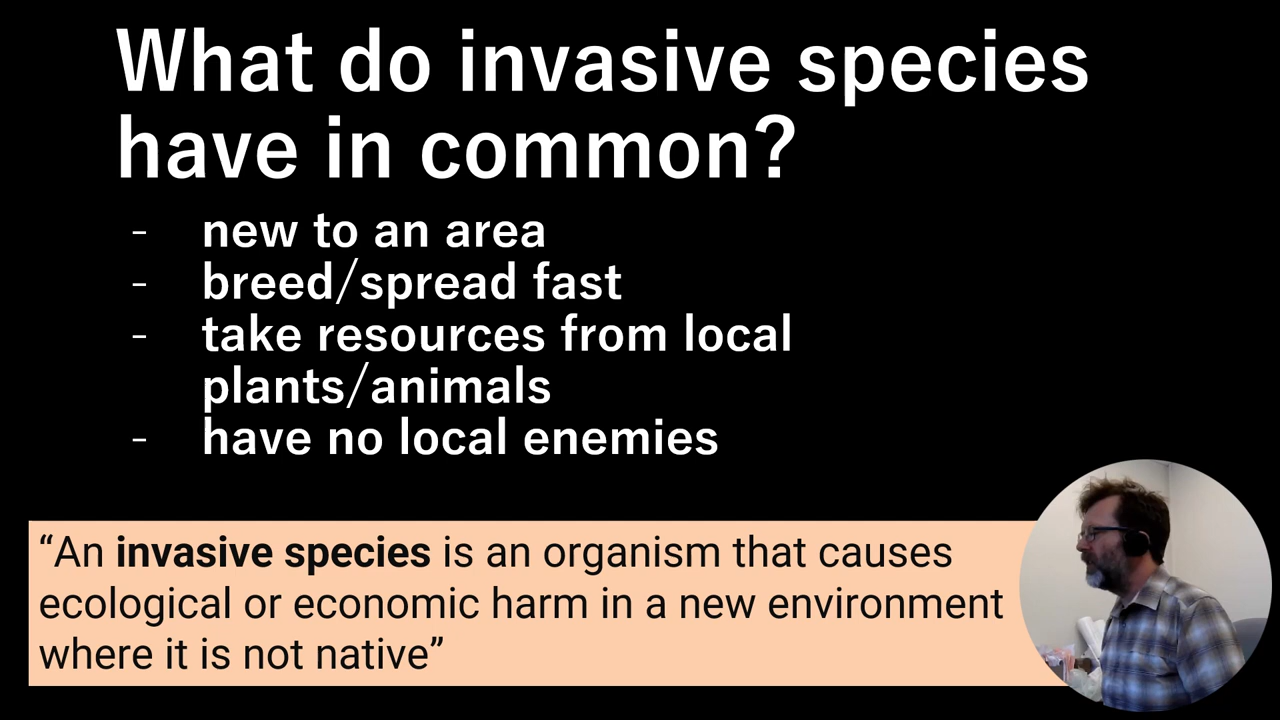 What do invasive species
have in common?
- new to an area
- breed/spread fast
- take resources from local
plants/animals
- have no local enemies
“An invasive species is an organism that causes
ecological or economic harm in a new environment
where it is not native”